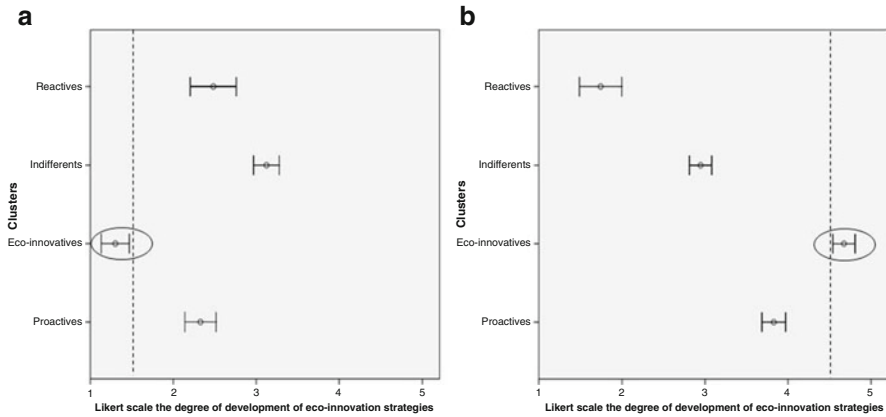 a
Reactives
Indifferents
Eco-innovatives
Proactives
Clusters
1 2 3 4 5
Likert scale the degree of development of eco-innovation strategies
b
Reactives
Indifferents
Eco-innovatives
Proactives
Clusters
1 2 3 4 5
Likert scale the degree of development of eco-innovation strategies